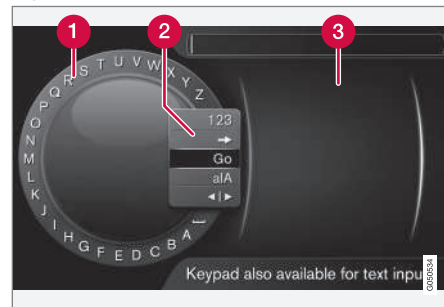 1
2
3
A B C D E F G H I J K L M N O P Q R S T U V W X Y Z
123
Go
a|A
Keypad also available for text inpu
G050534